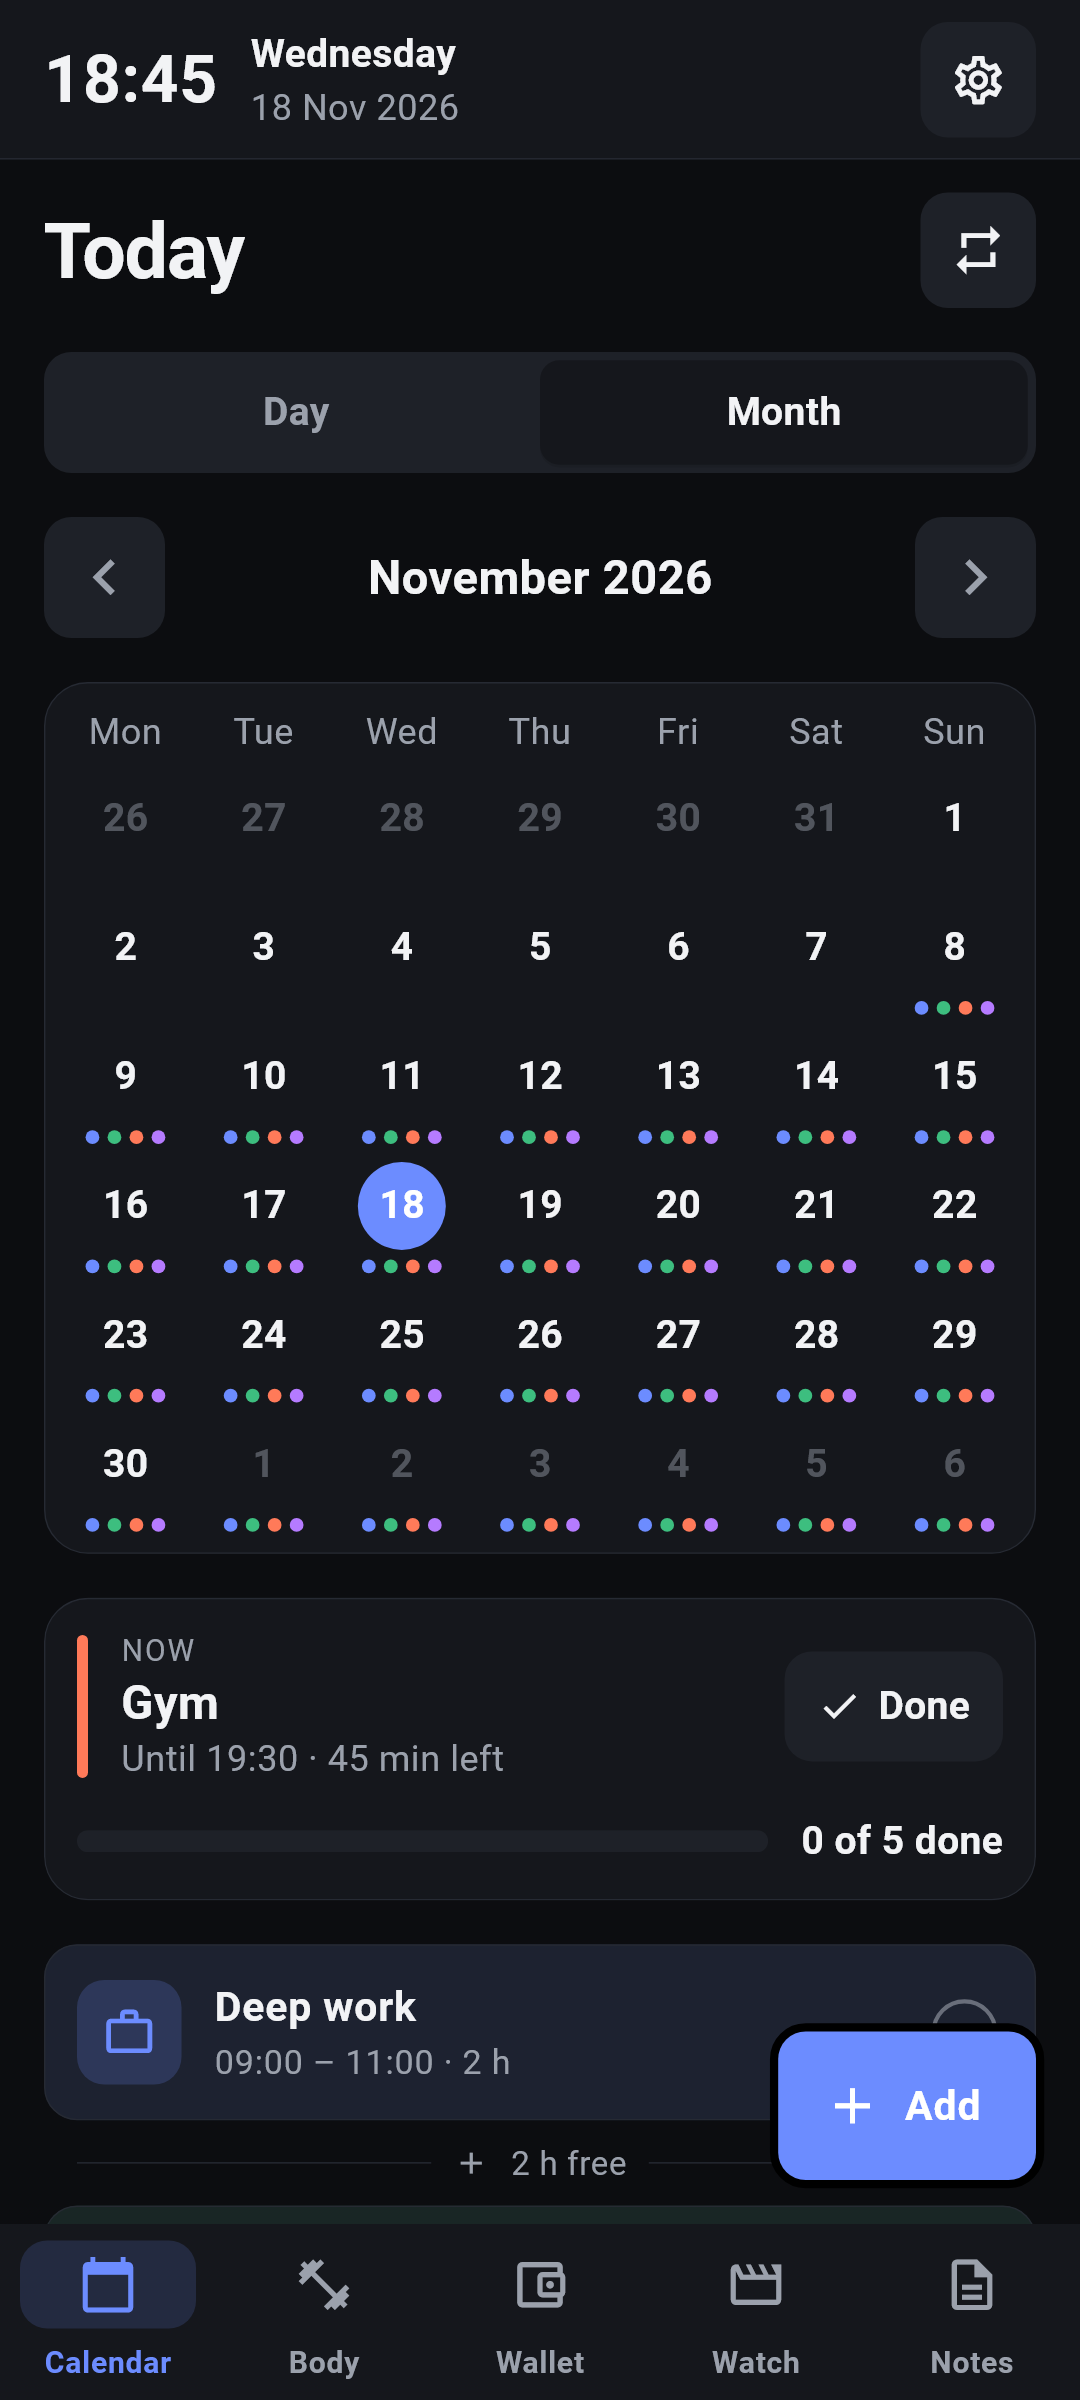 18:45
Wednesday
18 Nov 2026
Today
Day Month
November 2026
Mon Tue Wed Thu Fri Sat Sun
26 27 28 29 30 31 1
2 3 4 5 6 7 8
9 10 11 12 13 14 15
16 17 18 19 20 21 22
23 24 25 26 27 28 29
30 1 2 3 4 5 6
NOW
Gym
Until 19:30 · 45 min left
Done
0 of 5 done
Deep work
09:00 – 11:00 · 2 h
Add
2 h free
Calendar Body Wallet Watch Notes